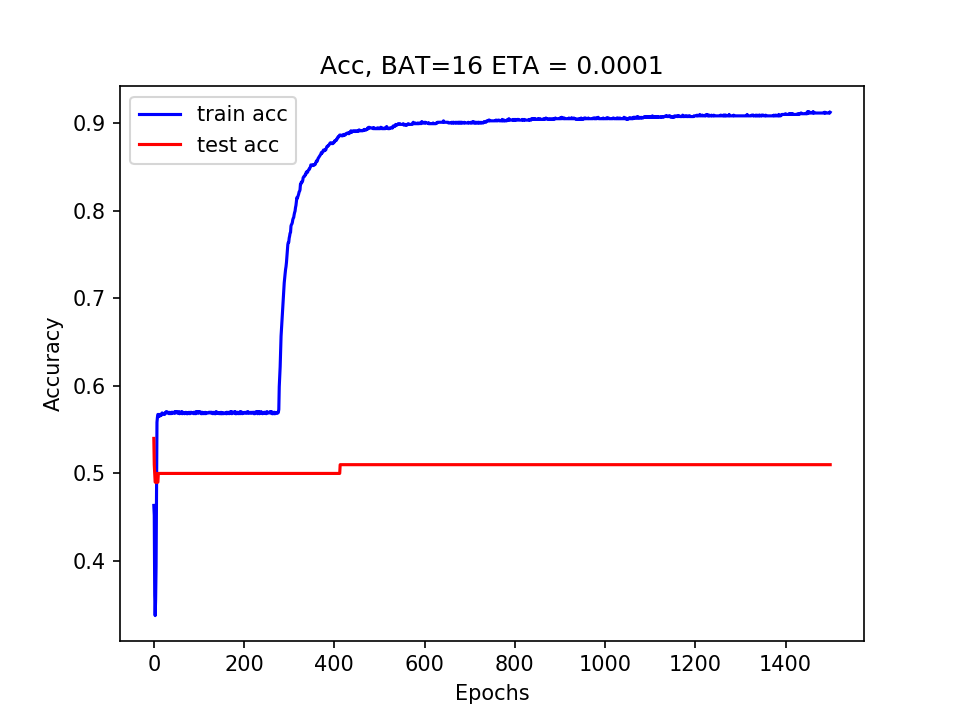 Acc, BAT=16 ETA = 0.0001
train acc
test acc
Accuracy
0.9
0.8
0.7
0.6
0.5
0.4
0 200 400 600 800 1000 1200 1400
Epochs